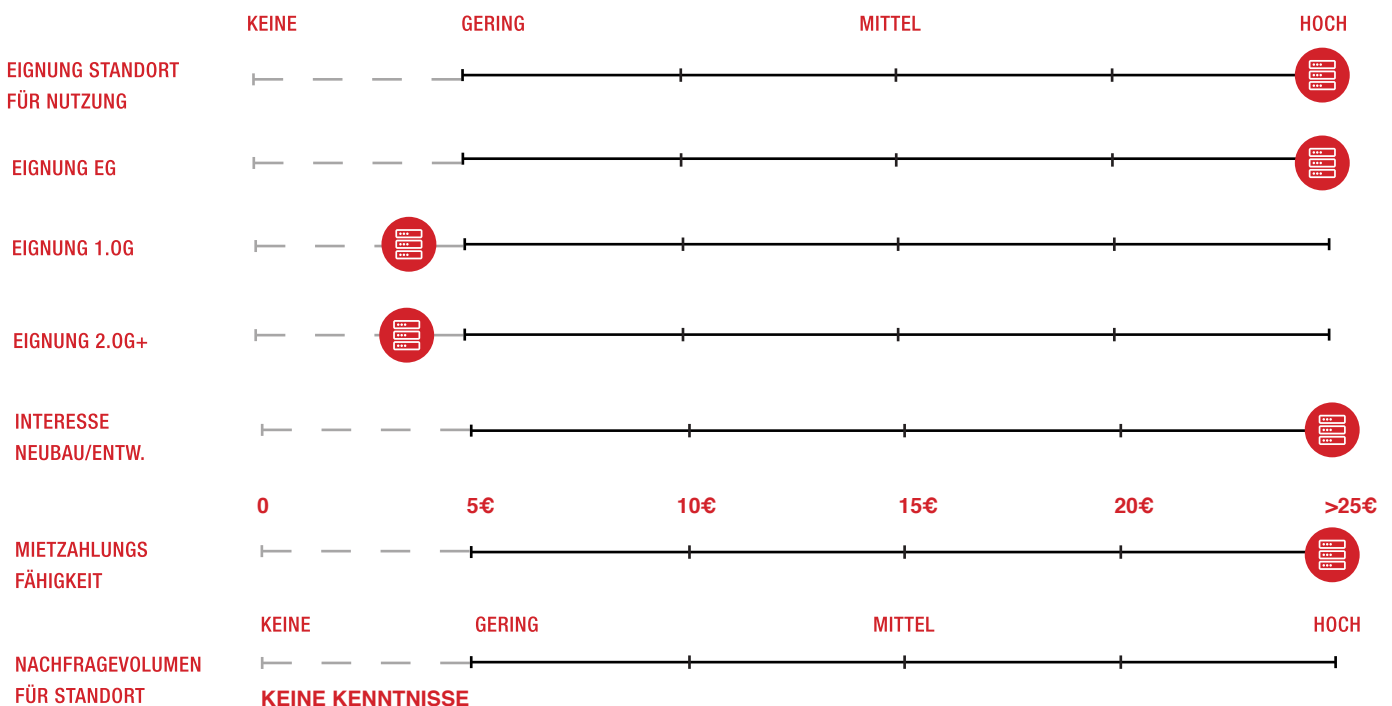 KEINE GERING MITTEL HOCH
EIGNUNG STANDORT
FÜR NUTZUNG
EIGNUNG EG
EIGNUNG 1.OG
EIGNUNG 2.OG+
INTERESSE
NEUBAU/ENTW.
0 5€ 10€ 15€ 20€ >25€
MIETZAHLUNGS
FÄHIGKEIT
KEINE GERING MITTEL HOCH
NACHFRAGEVOLUMEN
FÜR STANDORT
KEINE KENNTNISSE